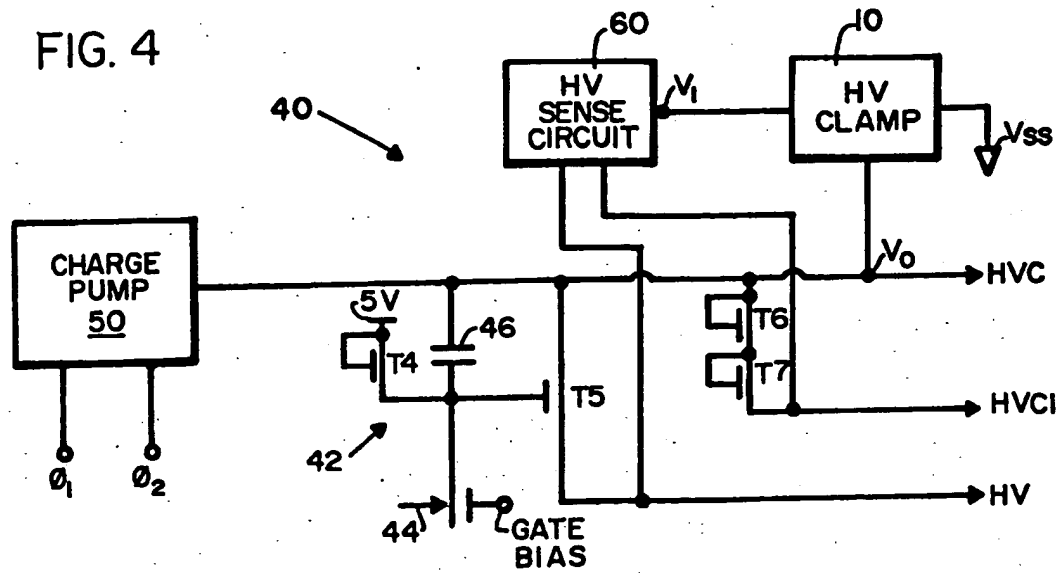 FIG. 4
40
60
HV
SENSE
CIRCUIT
V₁
10
HV
CLAMP
VSS
CHARGE
PUMP
50
5V
T4
46
T5
T6
T7
V₀
HVC
HVCI
HV
42
44
GATE
BIAS
Ø₁
Ø₂